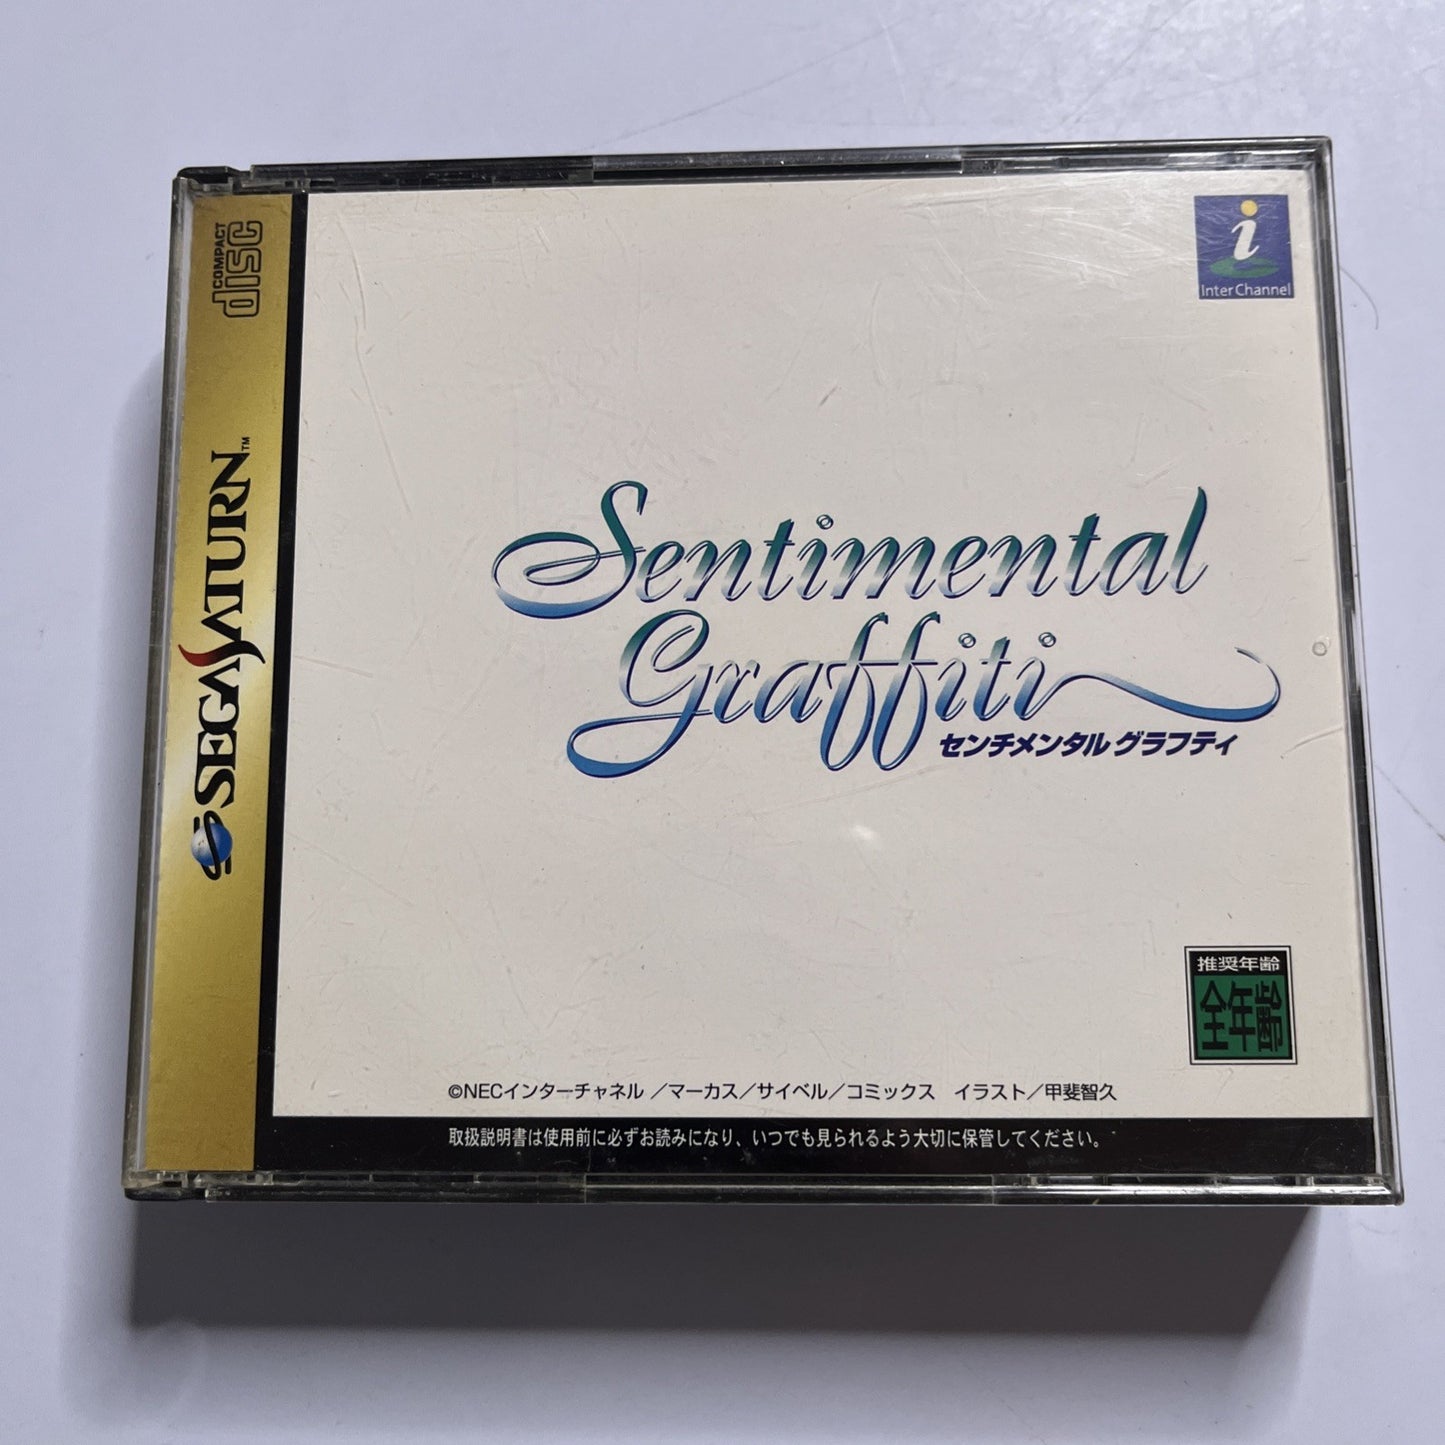 COMPACT
disc
SEGA SATURN™
i
Inter Channel
Sentimental
Graffiti
センチメンタル グラフティ
推奨年齢
全年齢
©NECインターチャネル ／マーカス／サイベル／コミックス　イラスト／甲斐智久
取扱説明書は使用前に必ずお読みになり、いつでも見られるよう大切に保管してください。